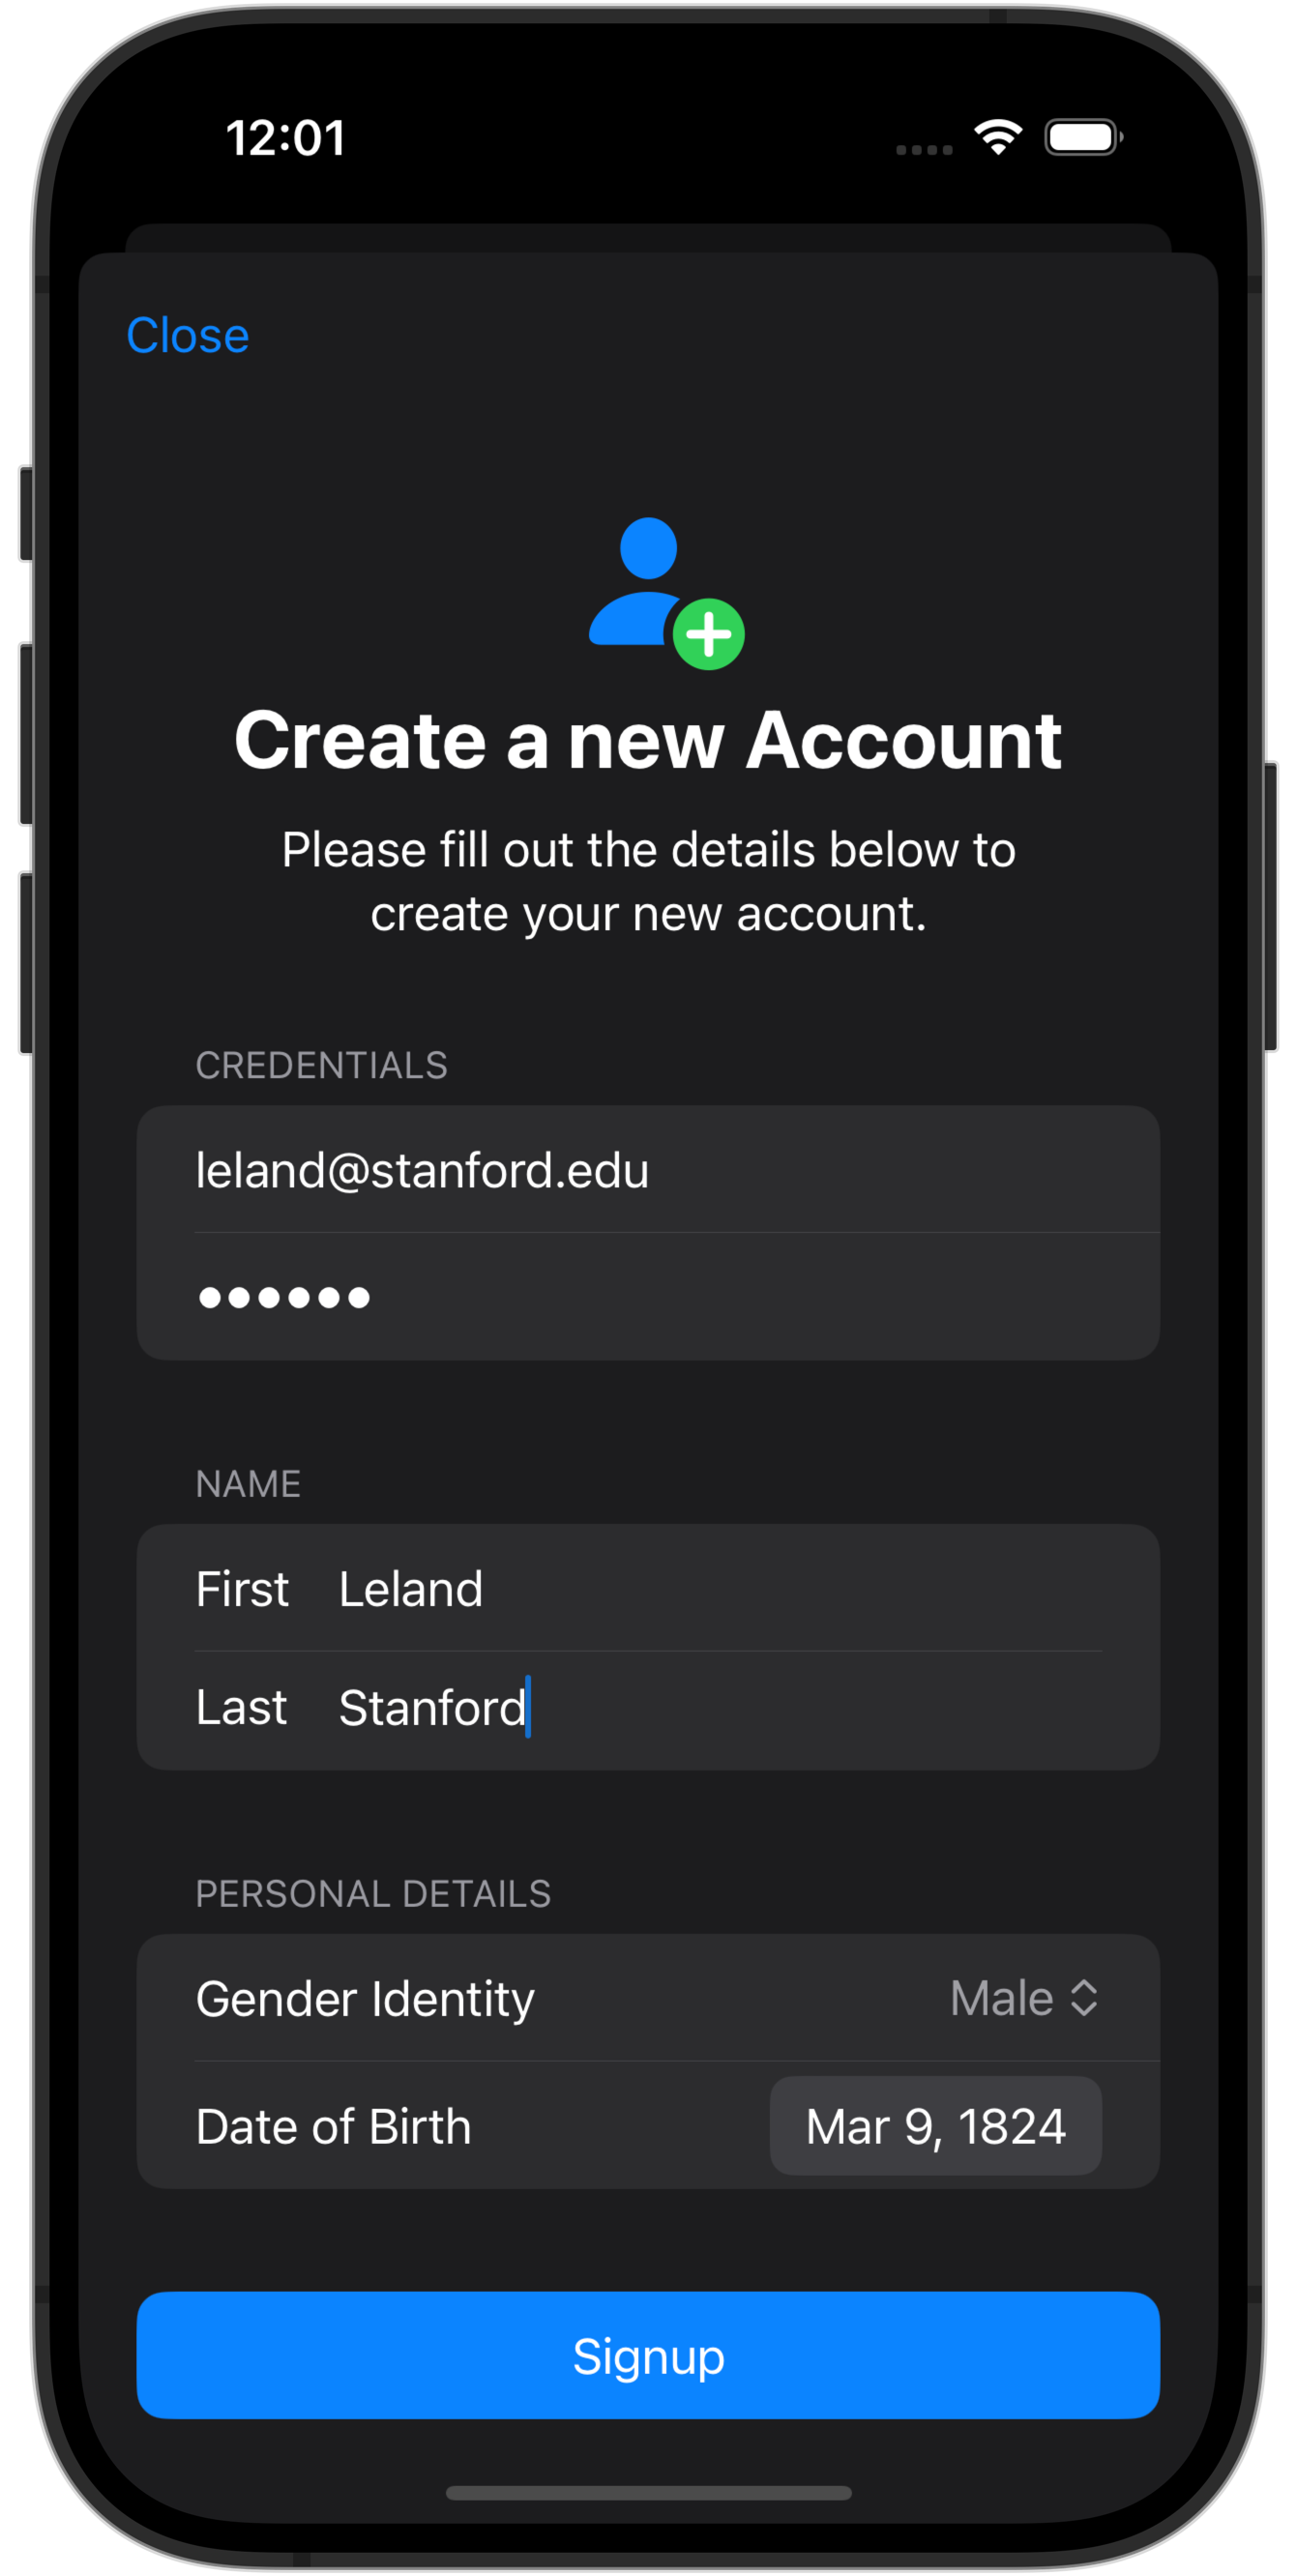 12:01
Close
Create a new Account
Please fill out the details below to
create your new account.
CREDENTIALS
leland@stanford.edu
••••••
NAME
First Leland
Last Stanford
PERSONAL DETAILS
Gender Identity Male
Date of Birth Mar 9, 1824
Signup